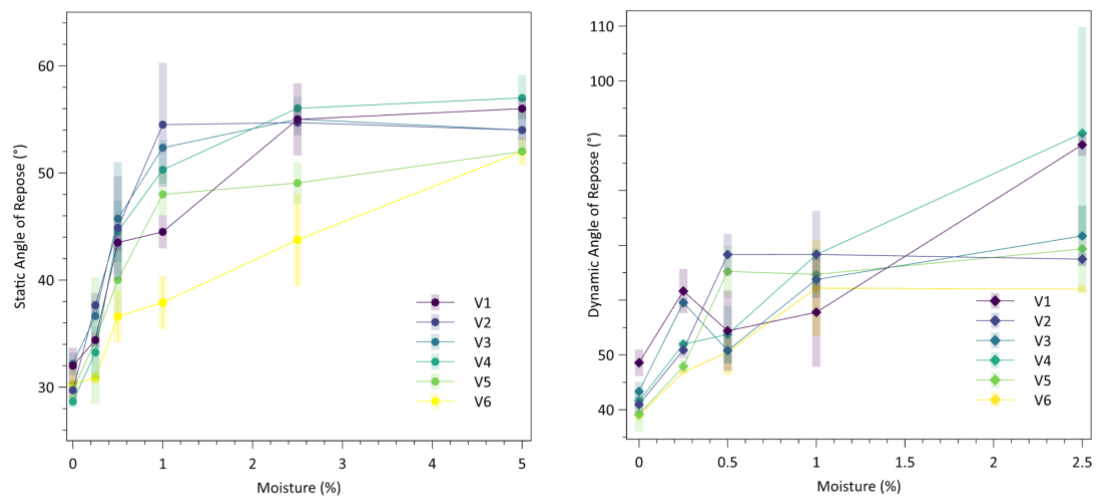 60
50
40
30
Static Angle of Repose (°)
0
1
2
3
4
5
Moisture (%)
V1
V2
V3
V4
V5
V6
110
100
50
40
Dynamic Angle of Repose (°)
0
0.5
1
1.5
2
2.5
Moisture (%)
V1
V2
V3
V4
V5
V6